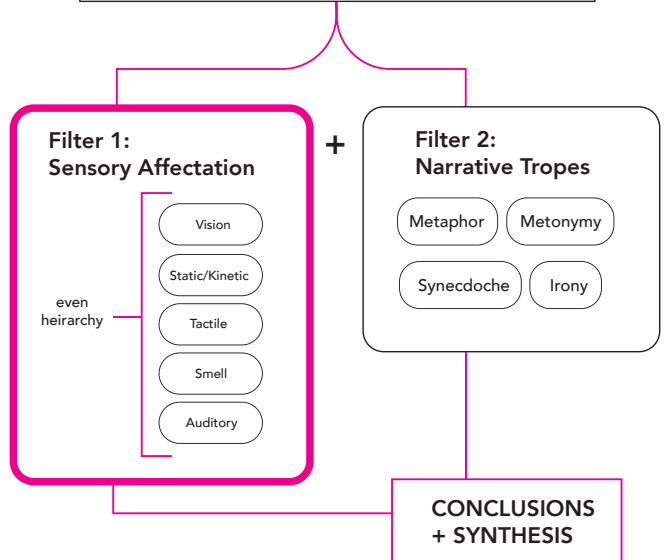 Filter 1:
Sensory Affectation
Vision
Static/Kinetic
Tactile
Smell
Auditory
even
heirarchy
+
Filter 2:
Narrative Tropes
Metaphor
Metonymy
Synecdoche
Irony
CONCLUSIONS
+ SYNTHESIS